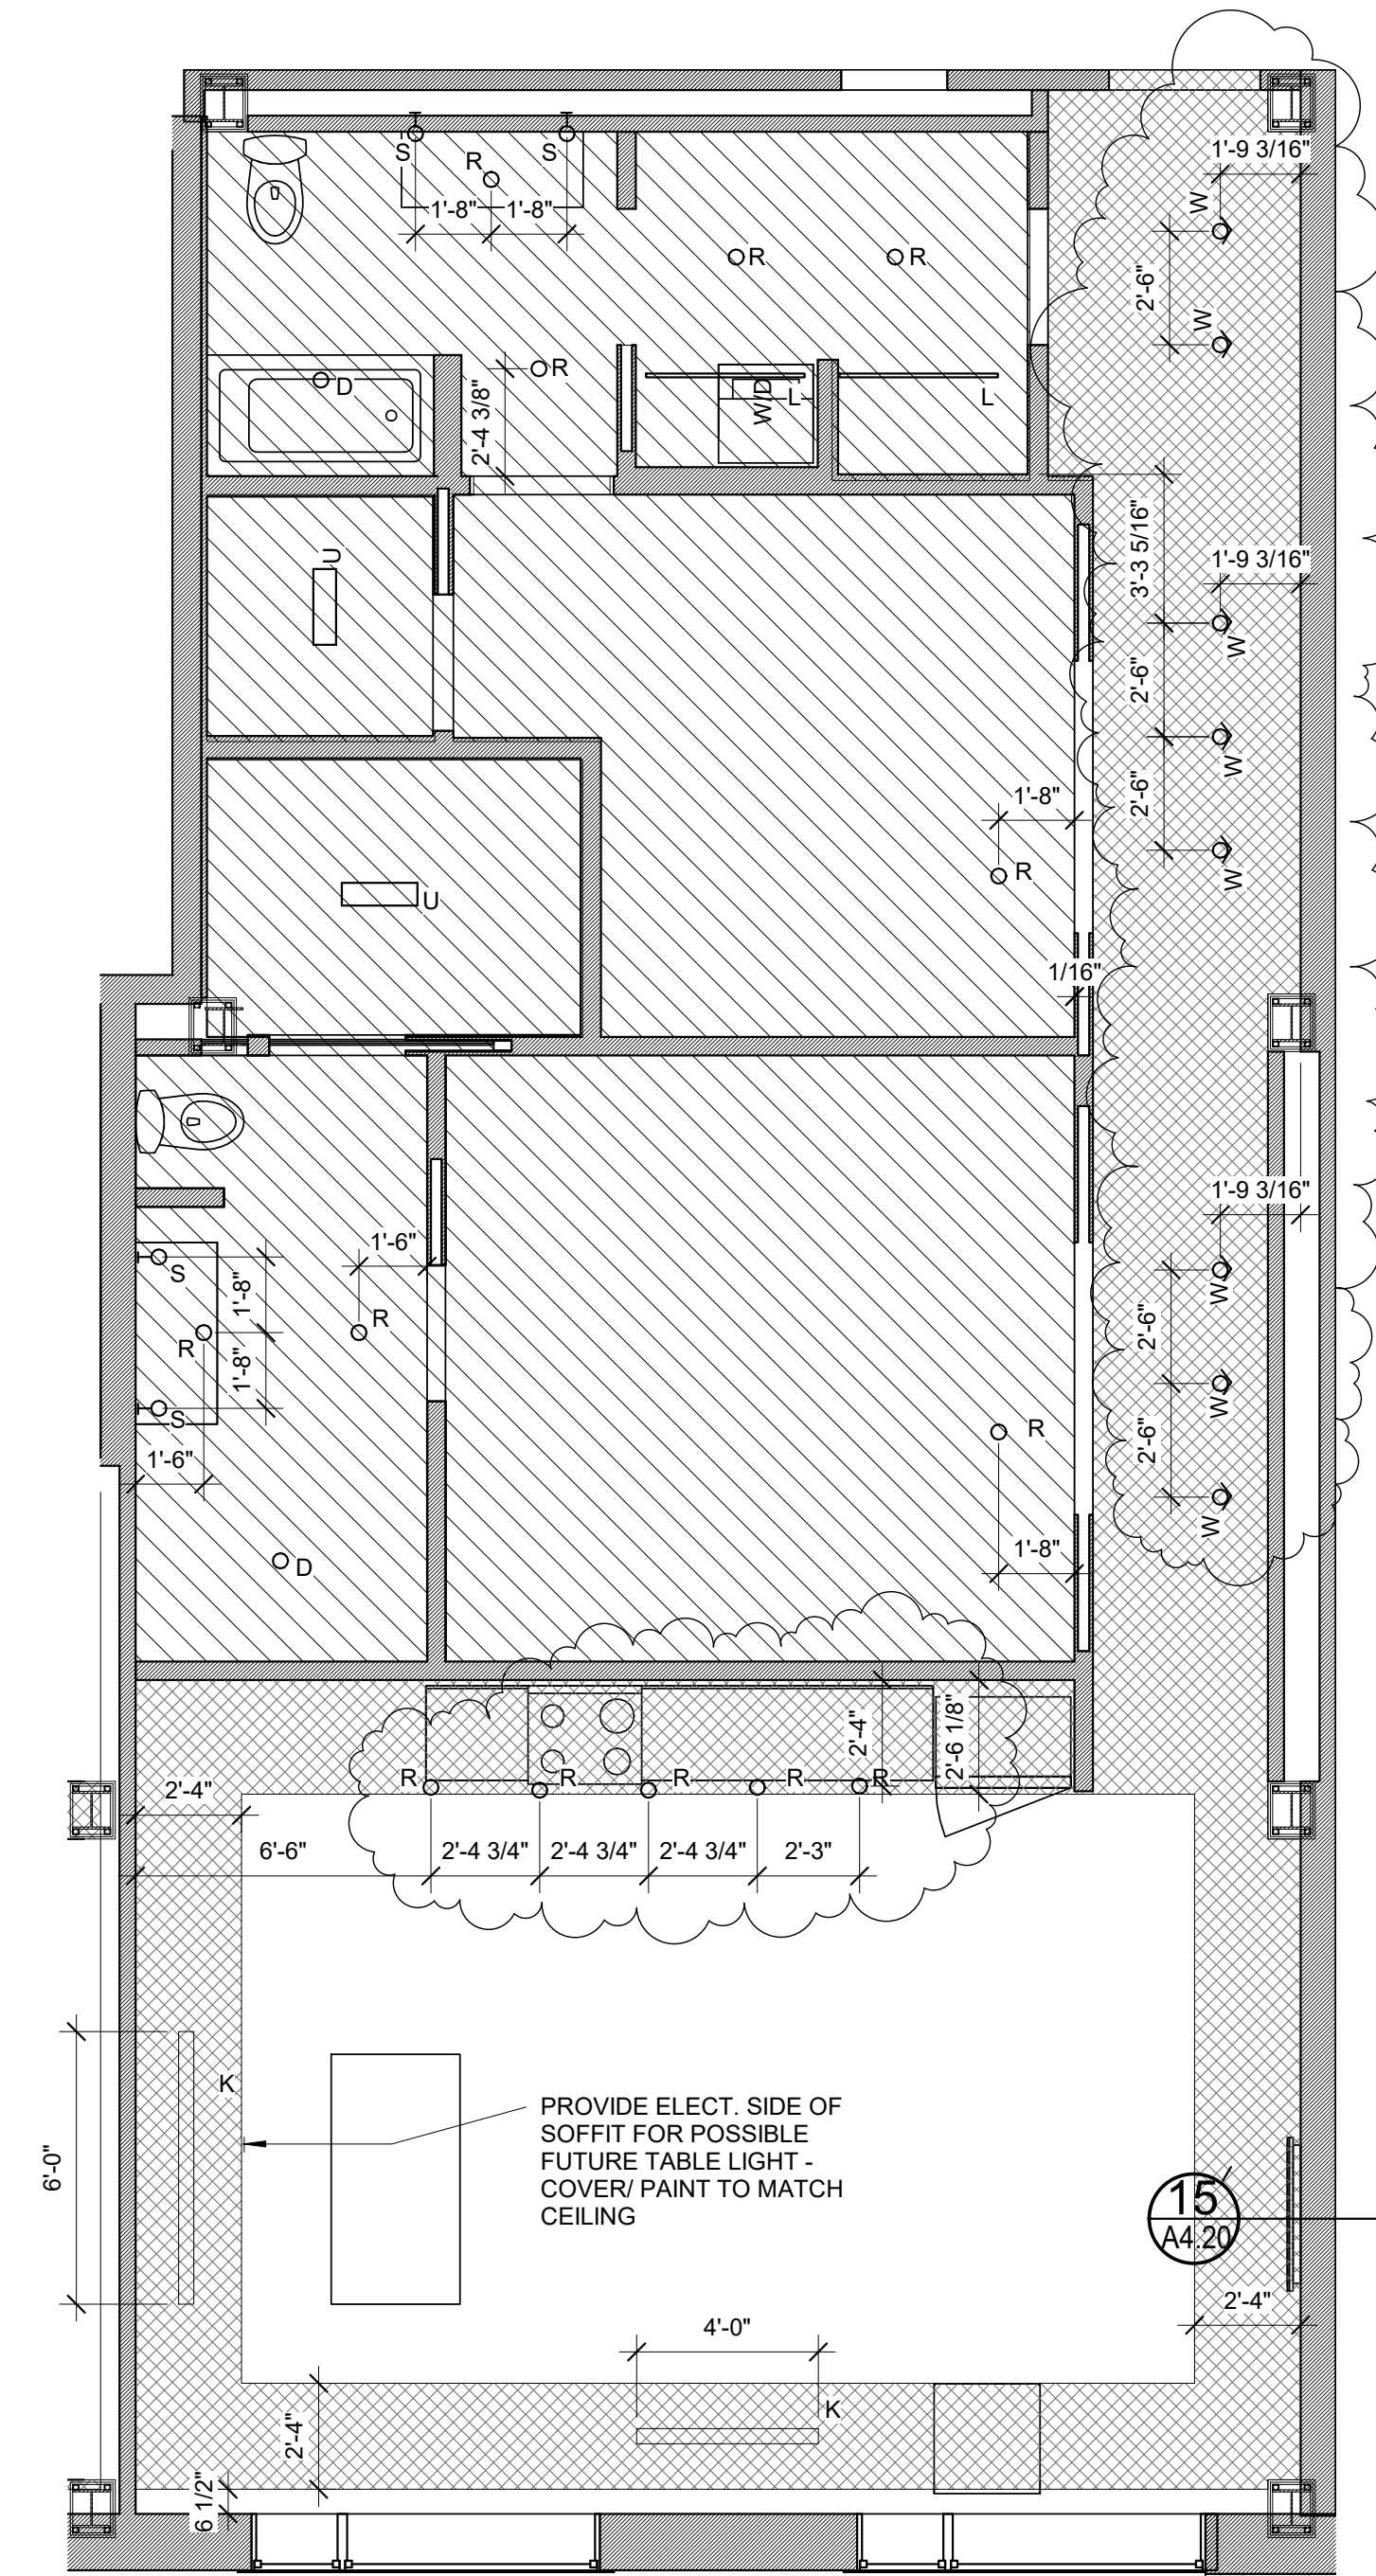 1'-9 3/16"
S
S
R
W
1'-8"
1'-8"
R
R
2'-6"
W
R
D
2'-4 3/8"
W/D
L
L
3'-3 5/16"
U
1'-9 3/16"
W
2'-6"
W
2'-6"
1'-8"
R
W
U
1/16"
1'-9 3/16"
1'-6"
S
W
1'-8"
R
R
2'-6"
1'-8"
W
S
R
2'-6"
1'-6"
W
1'-8"
D
2'-4"
2'-6 1/8"
R
R
R
R
R
2'-4"
6'-6"
2'-4 3/4"
2'-4 3/4"
2'-4 3/4"
2'-3"
K
6'-0"
PROVIDE ELECT. SIDE OF
SOFFIT FOR POSSIBLE
FUTURE TABLE LIGHT -
COVER/ PAINT TO MATCH
CEILING
15
A4.20
2'-4"
4'-0"
K
2'-4"
6 1/2"